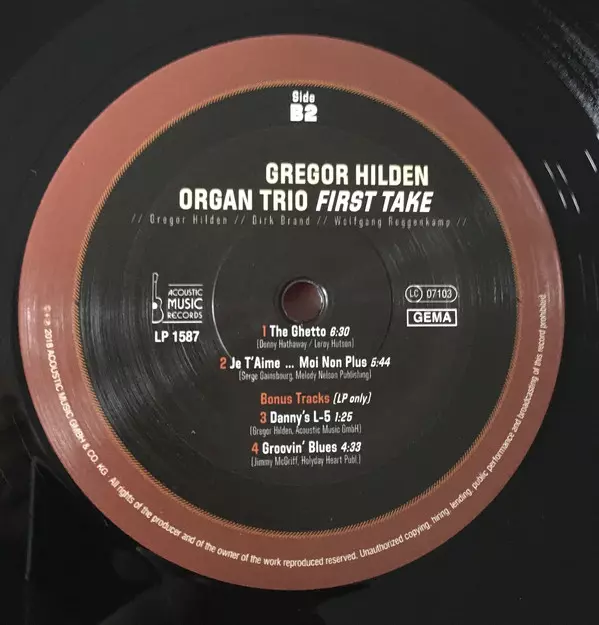 Side
B2
GREGOR HILDEN
ORGAN TRIO FIRST TAKE
// Gregor Hilden // Dirk Brand // Wolfgang Roggenkamp //
ACOUSTIC
MUSIC
RECORDS
LP 1587
LC 07103
GEMA
1 The Ghetto 6:30
(Donny Hathaway / Leroy Hutson)
2 Je T'Aime ... Moi Non Plus 5:44
(Serge Gainsbourg, Melody Nelson Publishing)
Bonus Tracks (LP only)
3 Danny's L-5 1:25
(Gregor Hilden, Acoustic Music GmbH)
4 Groovin' Blues 4:33
(Jimmy McGriff, Holyday Heart Publ.)
2018 ACOUSTIC MUSIC GMBH & CO. KG All rights of the producer and of the owner of the work reproduced reserved. Unauthorized copying, hiring, lending, public performance and broadcasting of this record prohibited.